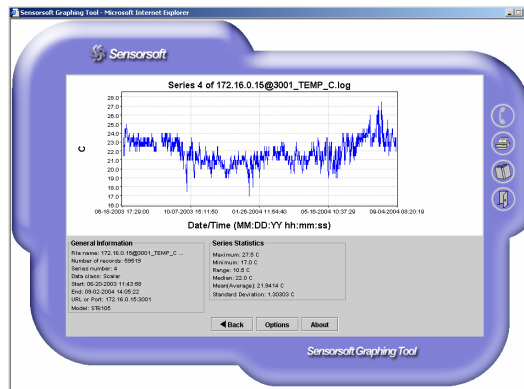 Sensorsoft Graphing Tool - Microsoft Internet Explorer
Sensorsoft
Series 4 of 172.16.0.15@3001_TEMP_C.log
28.0
27.0
26.0
25.0
24.0
23.0
22.0
21.0
20.0
19.0
18.0
17.0
16.0
C
06-18-2003 17:29:00 10-07-2003 15:11:50 01-26-2004 11:54:40 05-16-2004 10:37:29 09-04-2004 08:20:19
Date/Time (MM:DD:YY hh:mm:ss)
General Information
File name: 172.16.0.15@3001_TEMP_C ...
Number of records: 59519
Series number: 4
Data class: Scalar
Start: 06-20-2003 11:43:58
End: 09-02-2004 14:05:22
URL or Port: 172.16.0.15:3001
Model: ST6105
Series Statistics
Maximum: 27.5 C
Minimum: 17.0 C
Range: 10.5 C
Median: 22.0 C
Mean(Average): 21.9414 C
Standard Deviation: 1.30303 C
Back Options About
Sensorsoft Graphing Tool